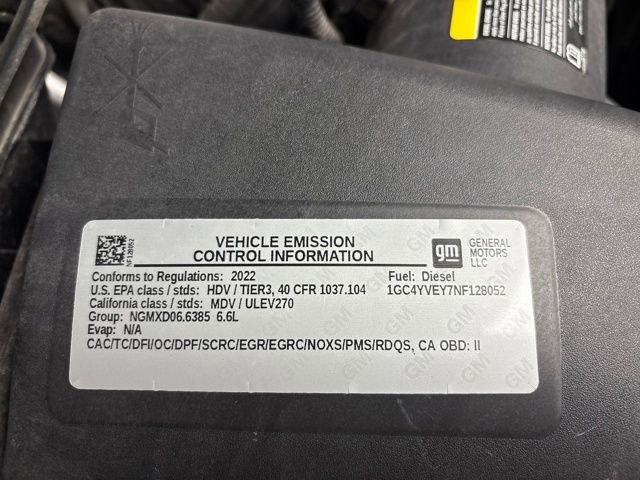 NF128052
VEHICLE EMISSION
CONTROL INFORMATION
gm
GENERAL
MOTORS
LLC
Conforms to Regulations: 2022
Fuel: Diesel
U.S. EPA class / stds: HDV / TIER3, 40 CFR 1037.104
1GC4YVEY7NF128052
California class / stds: MDV / ULEV270
Group: NGMXD06.6385 6.6L
Evap: N/A
CAC/TC/DFI/OC/DPF/SCRC/EGR/EGRC/NOXS/PMS/RDQS, CA OBD: II